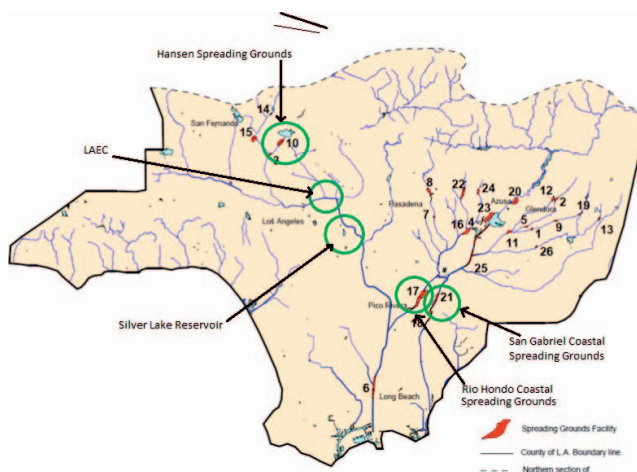 Hansen Spreading Grounds
14
San Fernando
15
10
3
LAEC
8
22
24
20
12
2
Azusa
Pasadena
23
Glendora
19
7
16
4
5
1
9
13
Los Angeles
11
26
25
17
21
Pico Rivera
18
Silver Lake Reservoir
San Gabriel Coastal
Spreading Grounds
6
Rio Hondo Coastal
Spreading Grounds
Long Beach
Spreading Grounds Facility
County of L.A. Boundary line.
Northern section of